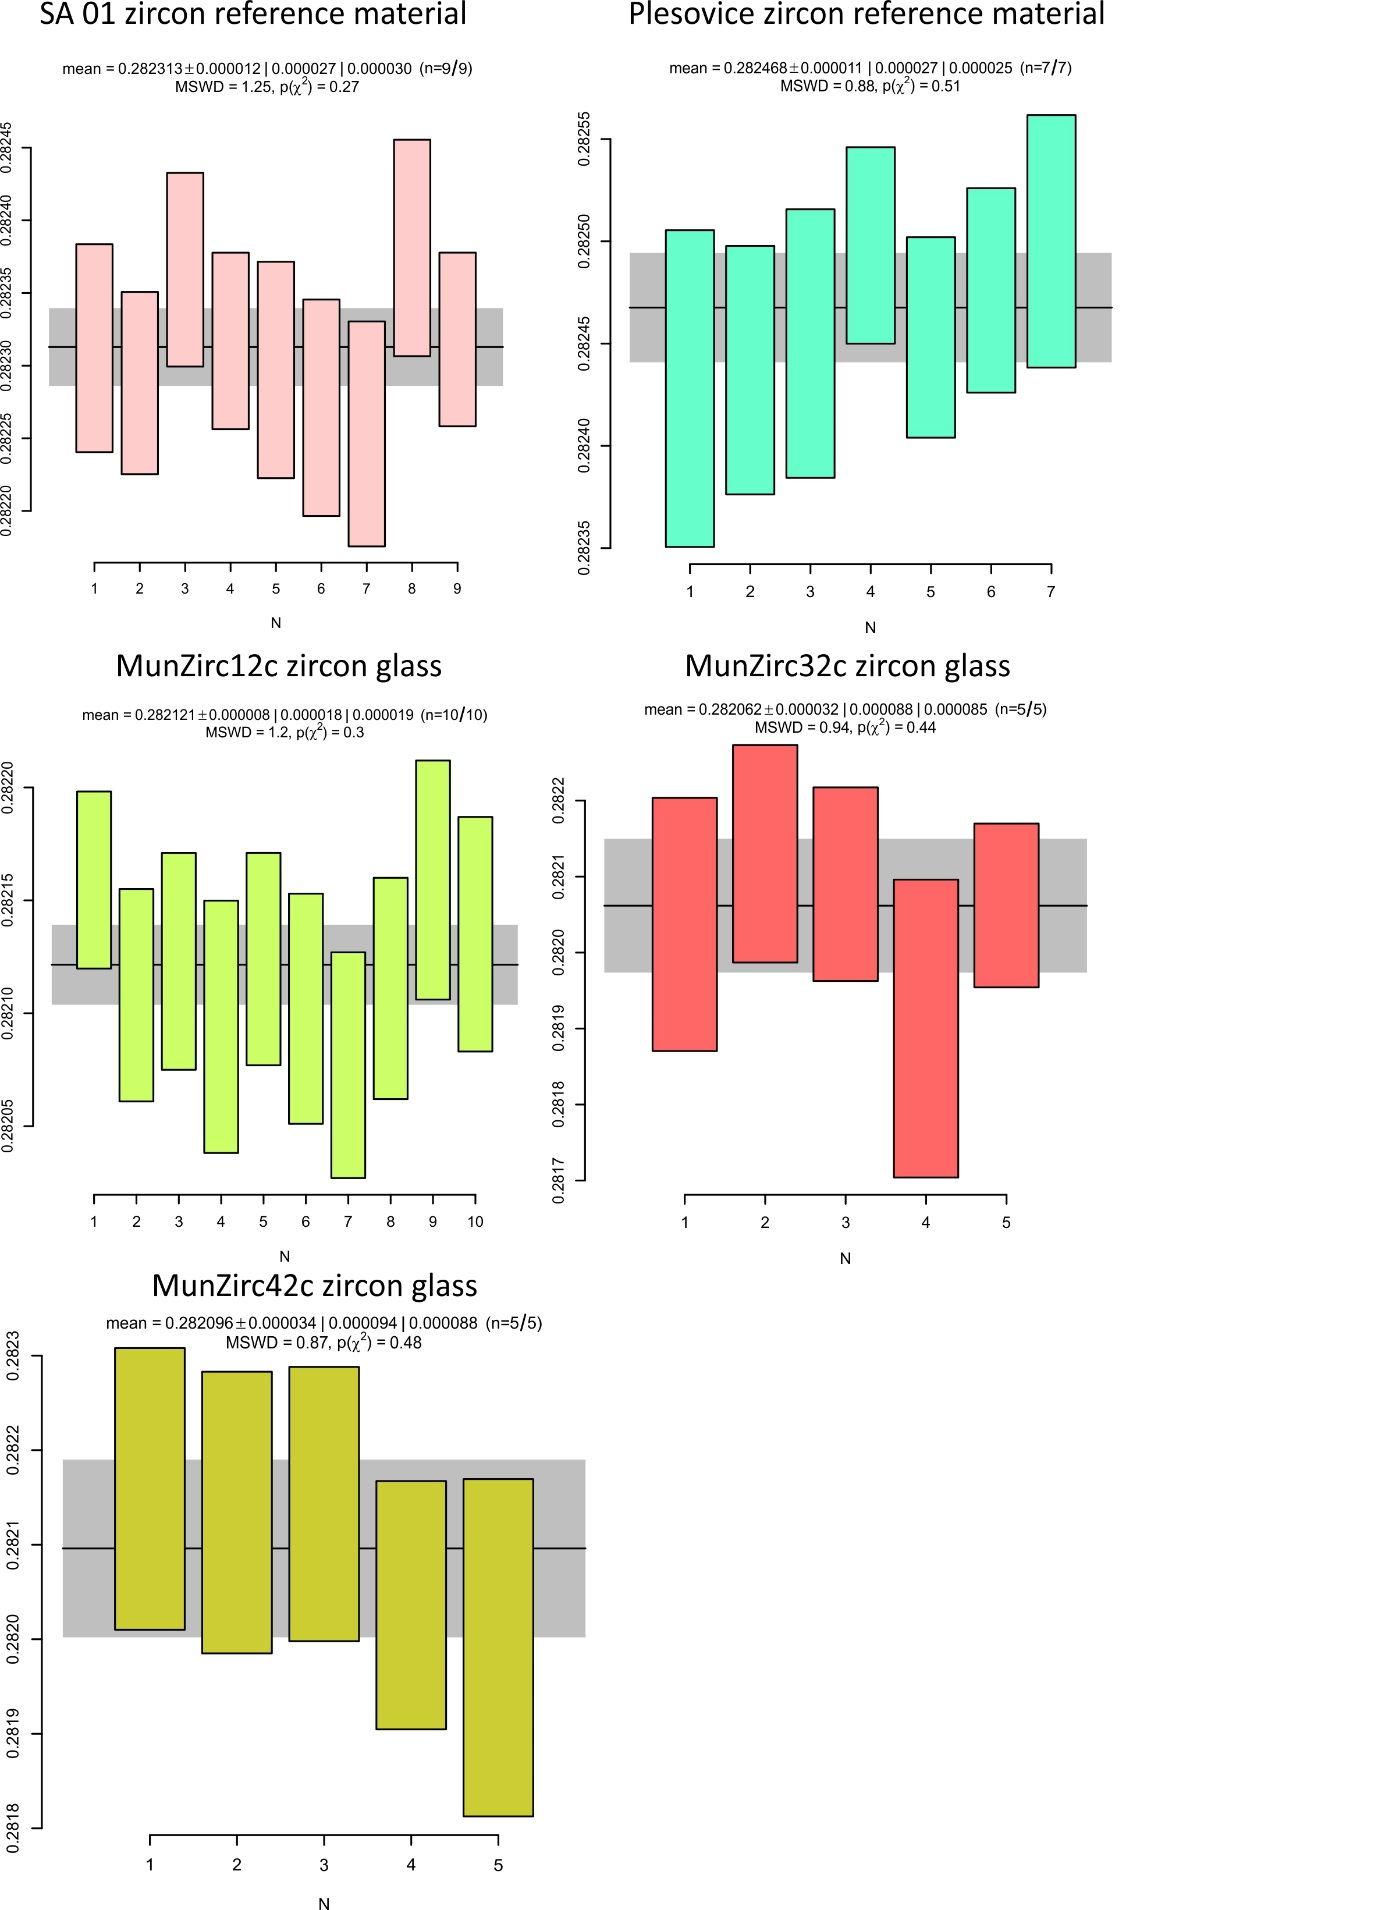 SA 01 zircon reference material
mean = 0.282313±0.000012 | 0.000027 | 0.000030 (n=9/9)
MSWD = 1.25, p(χ²) = 0.27
0.28245
0.28240
0.28235
0.28230
0.28225
0.28220
1 2 3 4 5 6 7 8 9
N
Plesovice zircon reference material
mean = 0.282468±0.000011 | 0.000027 | 0.000025 (n=7/7)
MSWD = 0.88, p(χ²) = 0.51
0.28255
0.28250
0.28245
0.28240
0.28235
1 2 3 4 5 6 7
N
MunZirc12c zircon glass
mean = 0.282121±0.000008 | 0.000018 | 0.000019 (n=10/10)
MSWD = 1.2, p(χ²) = 0.3
0.28220
0.28215
0.28210
0.28205
1 2 3 4 5 6 7 8 9 10
N
MunZirc32c zircon glass
mean = 0.282062±0.000032 | 0.000088 | 0.000085 (n=5/5)
MSWD = 0.94, p(χ²) = 0.44
0.2822
0.2821
0.2820
0.2819
0.2818
0.2817
1 2 3 4 5
N
MunZirc42c zircon glass
mean = 0.282096±0.000034 | 0.000094 | 0.000088 (n=5/5)
MSWD = 0.87, p(χ²) = 0.48
0.2823
0.2822
0.2821
0.2820
0.2819
0.2818
1 2 3 4 5
N